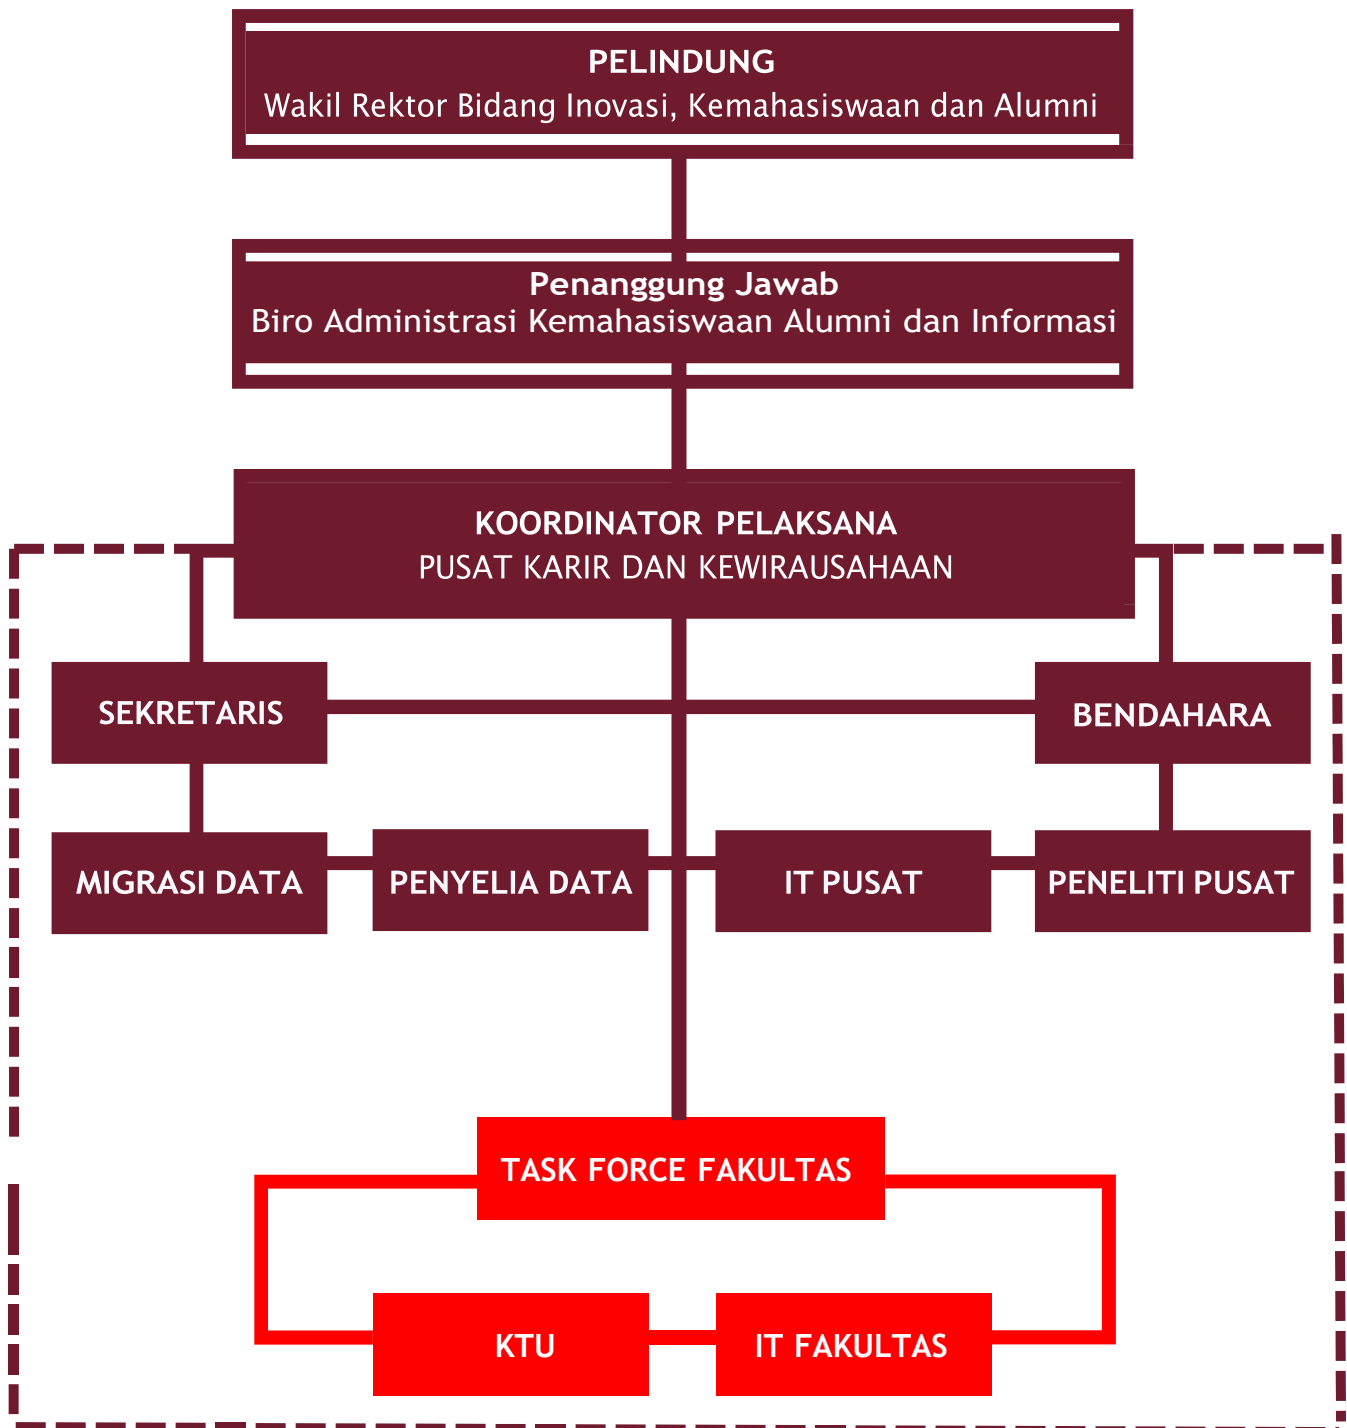 PELINDUNG
Wakil Rektor Bidang Inovasi, Kemahasiswaan dan Alumni
Penanggung Jawab
Biro Administrasi Kemahasiswaan Alumni dan Informasi
KOORDINATOR PELAKSANA
PUSAT KARIR DAN KEWIRAUSAHAAN
SEKRETARIS
BENDAHARA
MIGRASI DATA
PENYELIA DATA
IT PUSAT
PENELITI PUSAT
TASK FORCE FAKULTAS
KTU
IT FAKULTAS